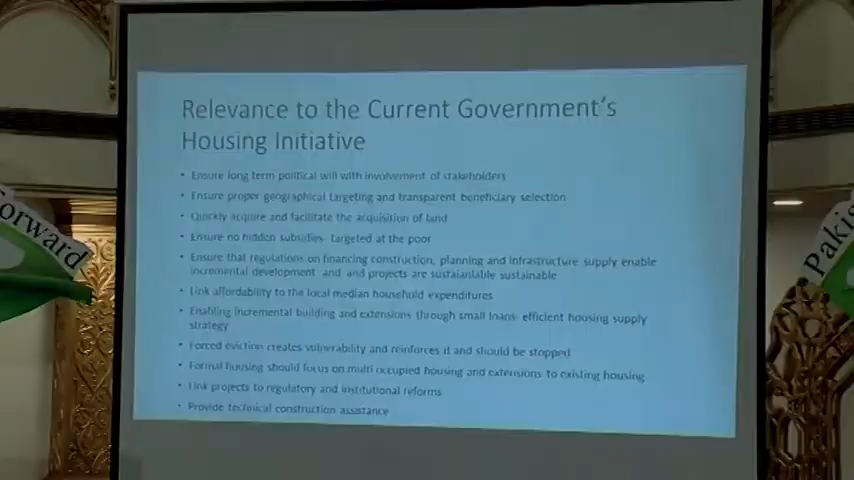 Relevance to the Current Government's
Housing Initiative
• Ensure long term political will with involvement of stakeholders
• Ensure proper geographical targeting and transparent beneficiary selection
• Quickly acquire and facilitate the acquisition of land
• Ensure no hidden subsidies- targeted at the poor
• Ensure that regulations on financing construction, planning and infrastructure supply enable
incremental development and and projects are sustaiantable sustainable
• Link affordability to the local median household expenditures
• Enabling incremental building and extensions through small loans- efficient housing supply
strategy
• Forced eviction creates vulnerability and reinforces it and should be stopped
• Formal housing should focus on multi occupied housing and extensions to existing housing
• Link projects to regulatory and institutional reforms
• Provide technical construction assistance
orward
Pakis